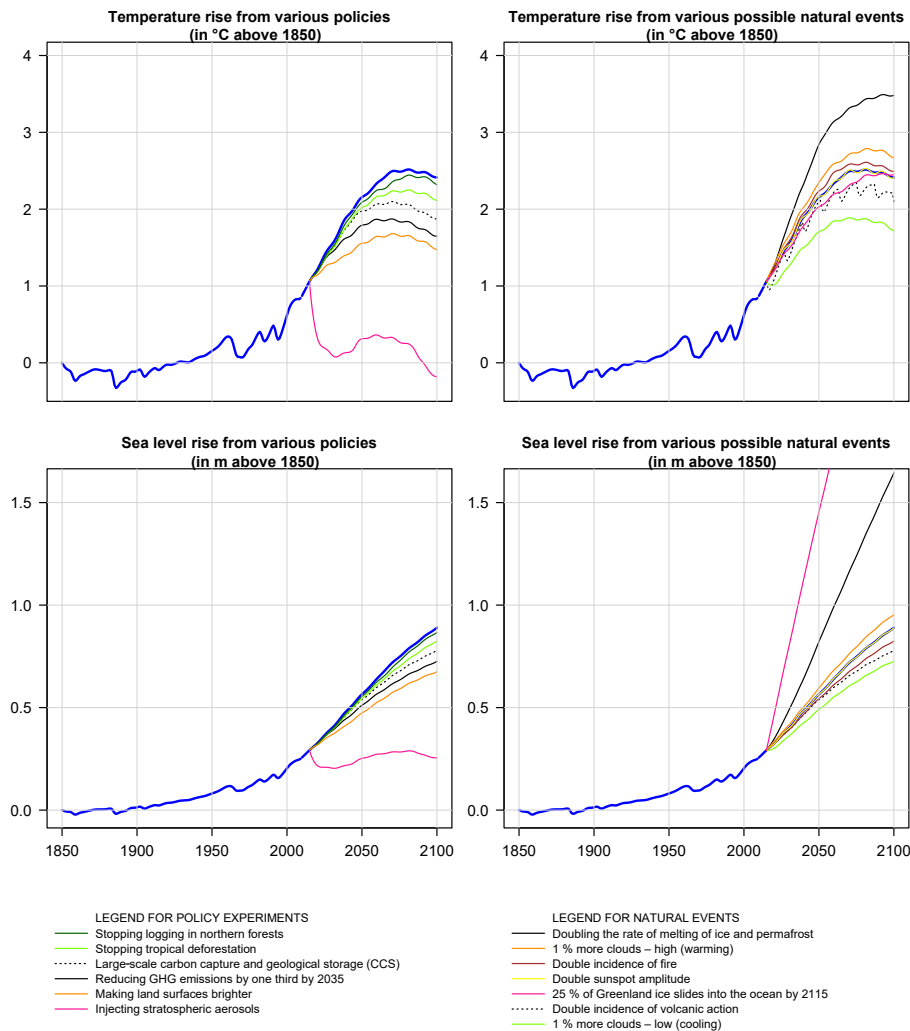 Temperature rise from various policies
(in °C above 1850)
4
3
2
1
0
Temperature rise from various possible natural events
(in °C above 1850)
4
3
2
1
0
Sea level rise from various policies
(in m above 1850)
1.5
1.0
0.5
0.0
1850 1900 1950 2000 2050 2100
Sea level rise from various possible natural events
(in m above 1850)
1.5
1.0
0.5
0.0
1850 1900 1950 2000 2050 2100
LEGEND FOR POLICY EXPERIMENTS
Stopping logging in northern forests
Stopping tropical deforestation
Large-scale carbon capture and geological storage (CCS)
Reducing GHG emissions by one third by 2035
Making land surfaces brighter
Injecting stratospheric aerosols
LEGEND FOR NATURAL EVENTS
Doubling the rate of melting of ice and permafrost
1 % more clouds – high (warming)
Double incidence of fire
Double sunspot amplitude
25 % of Greenland ice slides into the ocean by 2115
Double incidence of volcanic action
1 % more clouds – low (cooling)